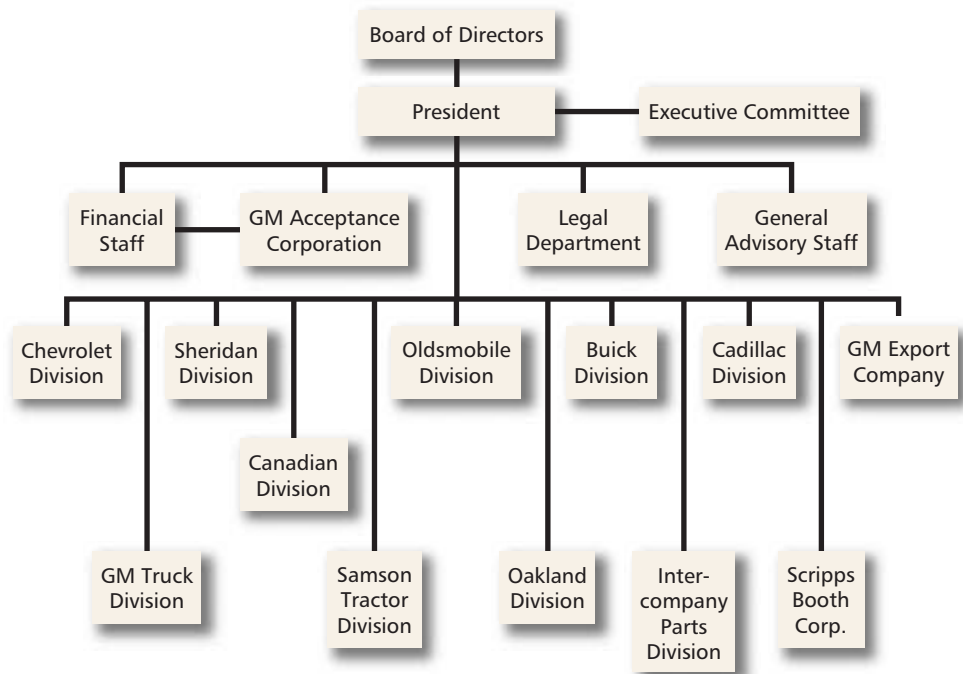 Board of Directors
President
Executive Committee
Financial
Staff
GM Acceptance
Corporation
Legal
Department
General
Advisory Staff
Chevrolet
Division
Sheridan
Division
Oldsmobile
Division
Buick
Division
Cadillac
Division
GM Export
Company
Canadian
Division
GM Truck
Division
Samson
Tractor
Division
Oakland
Division
Inter-
company
Parts
Division
Scripps
Booth
Corp.